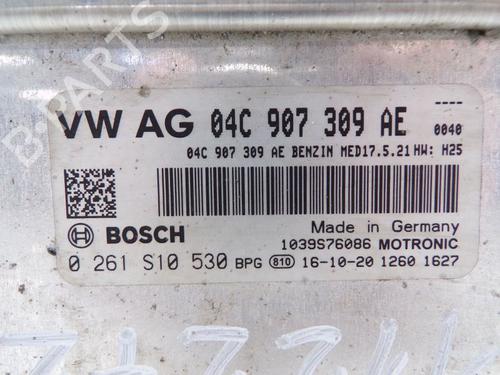 B-PARTS
----
VW AG 04C 907 309 AE 0040
04C 907 309 AE BENZIN MED17.5.21 HW: H25
Made in Germany
BOSCH 1039S76086 MOTRONIC
0 261 S10 530 BPG 810 16-10-20 1260 1627